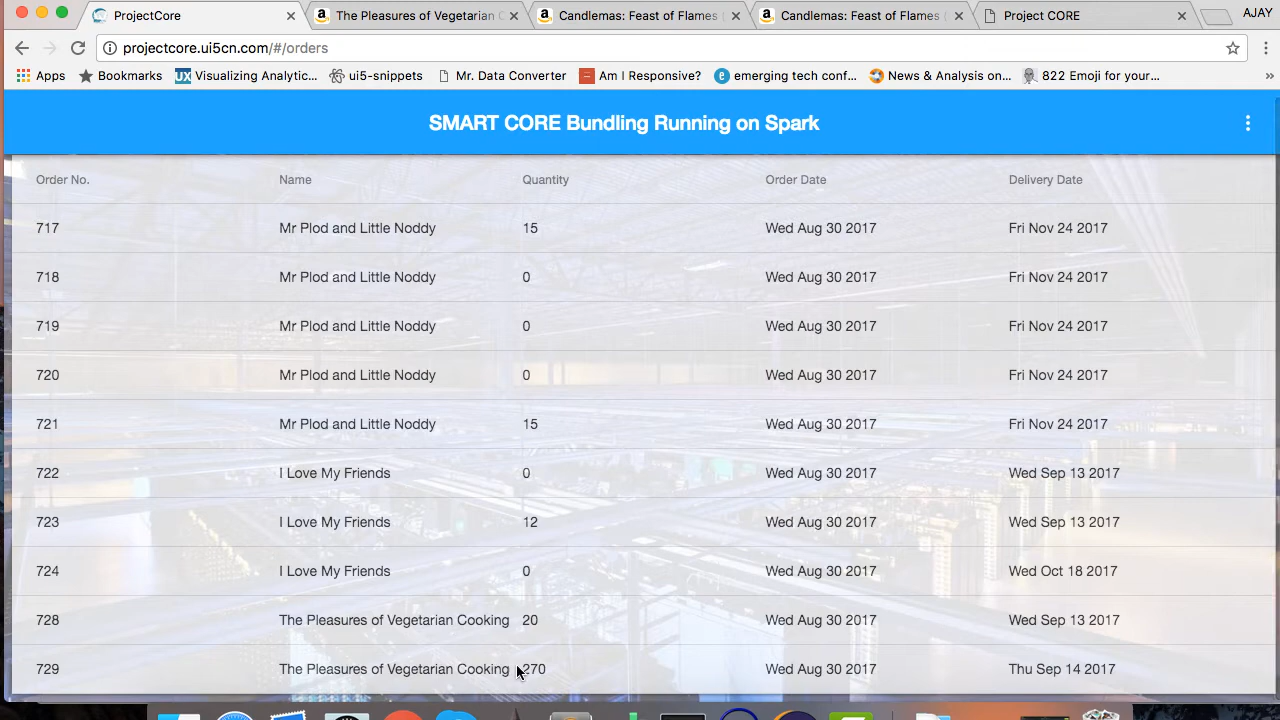 ProjectCore
The Pleasures of Vegetarian C
Candlemas: Feast of Flames
Candlemas: Feast of Flames (
Project CORE
AJAY
projectcore.ui5cn.com/#/orders
Apps Bookmarks UX Visualizing Analytic... ui5-snippets Mr. Data Converter Am I Responsive? e emerging tech conf... News & Analysis on... 822 Emoji for your... »
SMART CORE Bundling Running on Spark
Order No. Name Quantity Order Date Delivery Date
717 Mr Plod and Little Noddy 15 Wed Aug 30 2017 Fri Nov 24 2017
718 Mr Plod and Little Noddy 0 Wed Aug 30 2017 Fri Nov 24 2017
719 Mr Plod and Little Noddy 0 Wed Aug 30 2017 Fri Nov 24 2017
720 Mr Plod and Little Noddy 0 Wed Aug 30 2017 Fri Nov 24 2017
721 Mr Plod and Little Noddy 15 Wed Aug 30 2017 Fri Nov 24 2017
722 I Love My Friends 0 Wed Aug 30 2017 Wed Sep 13 2017
723 I Love My Friends 12 Wed Aug 30 2017 Wed Sep 13 2017
724 I Love My Friends 0 Wed Aug 30 2017 Wed Oct 18 2017
728 The Pleasures of Vegetarian Cooking 20 Wed Aug 30 2017 Wed Sep 13 2017
729 The Pleasures of Vegetarian Cooking 270 Wed Aug 30 2017 Thu Sep 14 2017